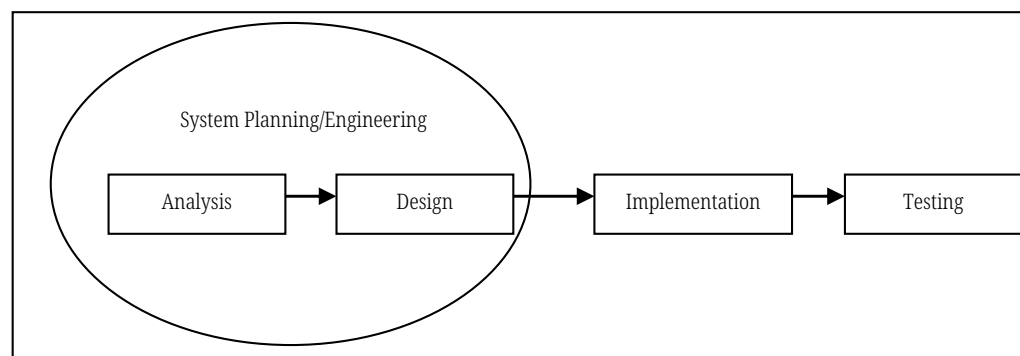 System Planning/Engineering
Analysis
Design
Implementation
Testing